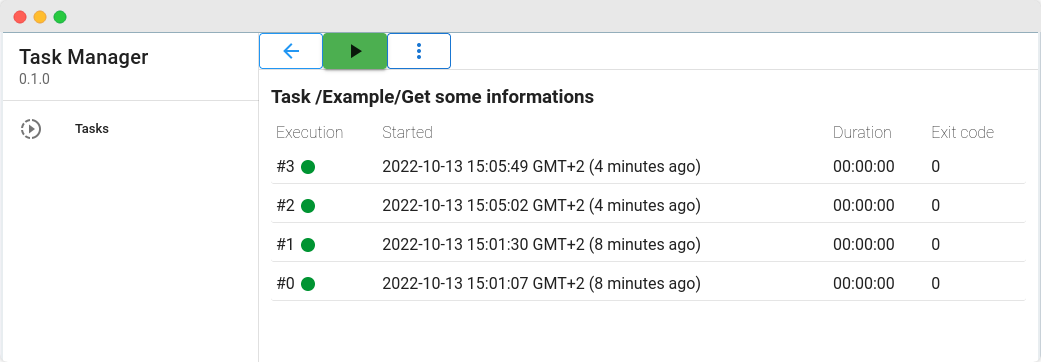 Task Manager
0.1.0
Tasks
Task /Example/Get some informations
Execution Started Duration Exit code
#3 2022-10-13 15:05:49 GMT+2 (4 minutes ago) 00:00:00 0
#2 2022-10-13 15:05:02 GMT+2 (4 minutes ago) 00:00:00 0
#1 2022-10-13 15:01:30 GMT+2 (8 minutes ago) 00:00:00 0
#0 2022-10-13 15:01:07 GMT+2 (8 minutes ago) 00:00:00 0